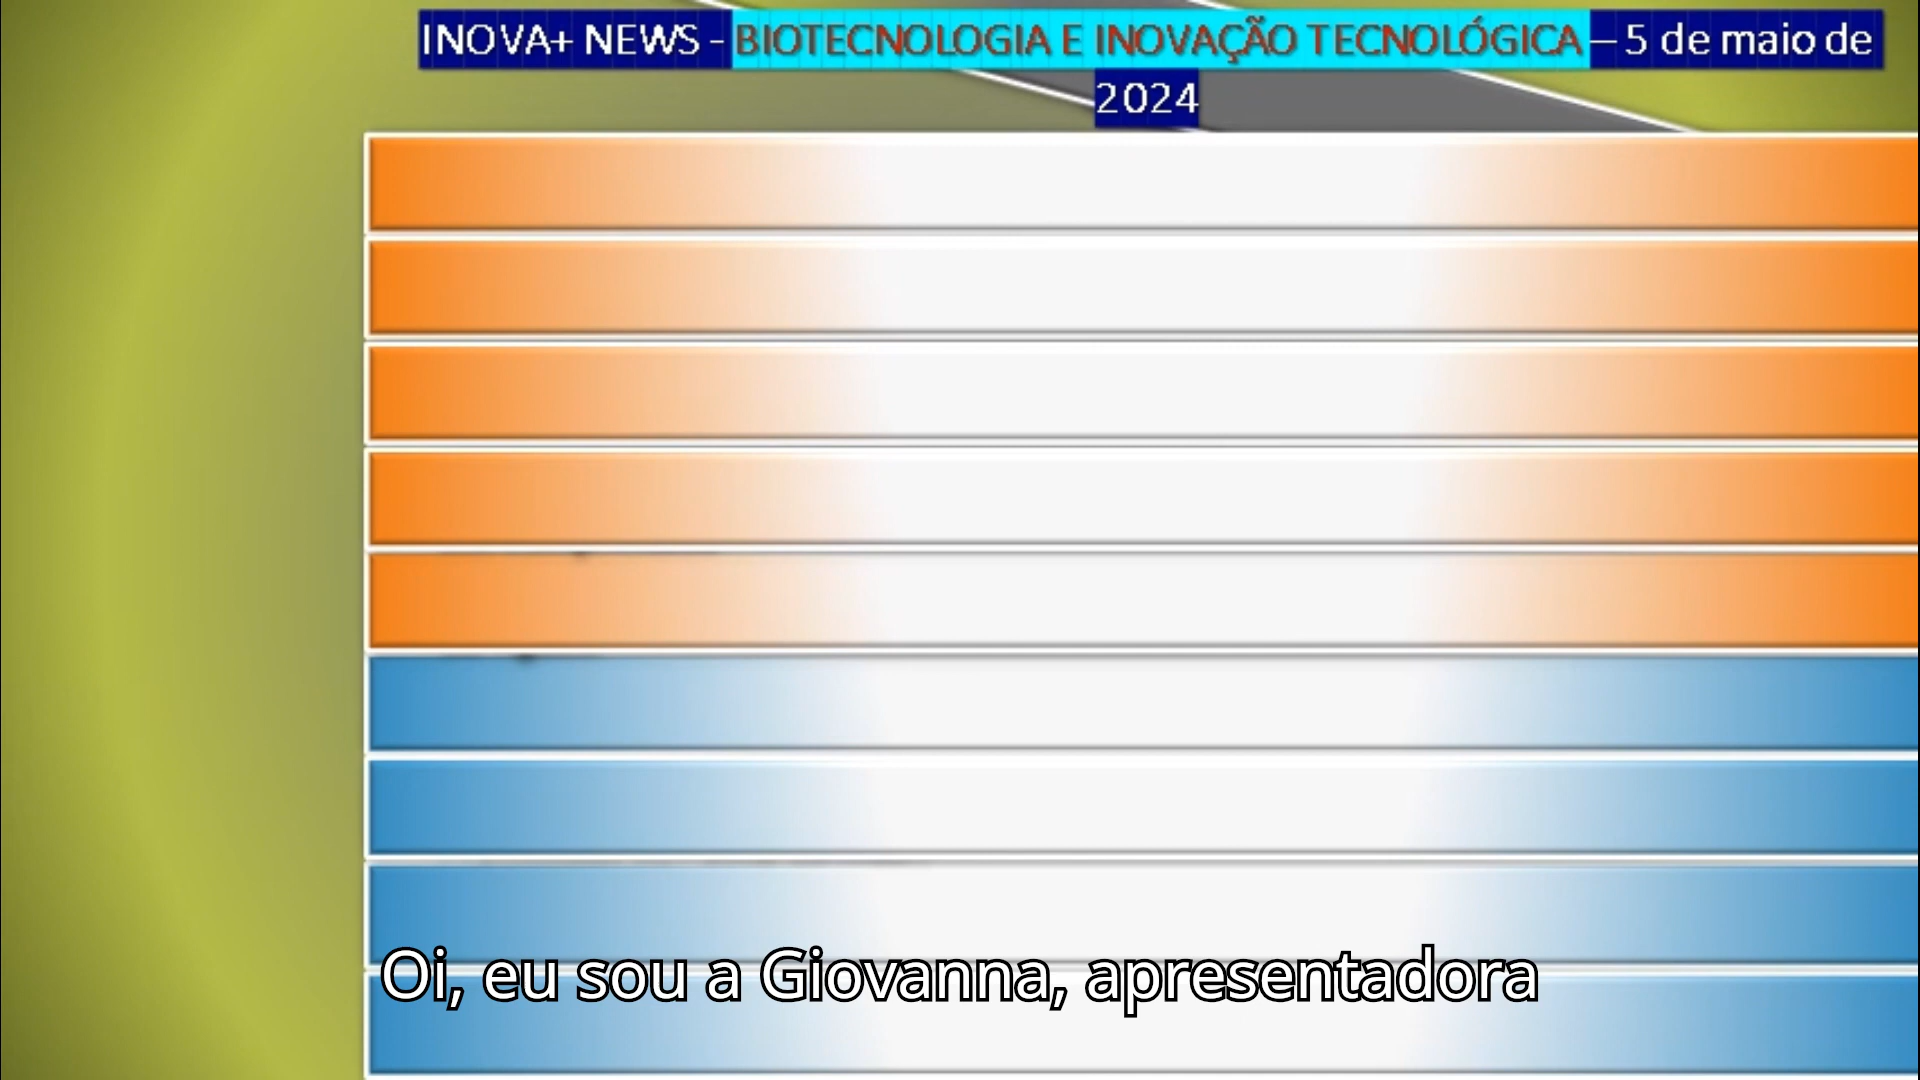 INOVA+ NEWS - BIOTECNOLOGIA E INOVAÇÃO TECNOLÓGICA – 5 de maio de
2024
Oi, eu sou a Giovanna, apresentadora